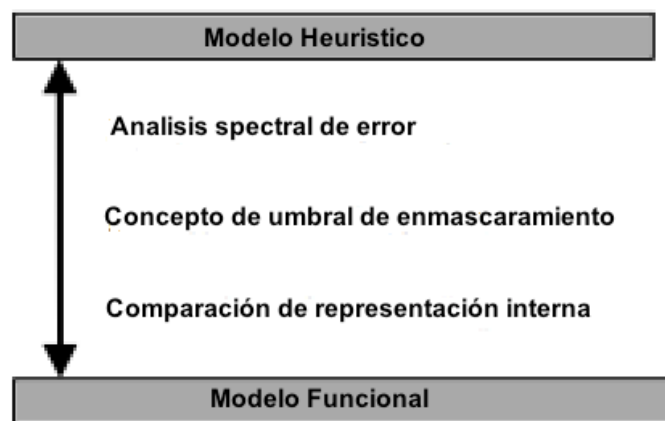 Modelo Heuristico
Analisis spectral de error
Concepto de umbral de enmascaramiento
Comparación de representación interna
Modelo Funcional